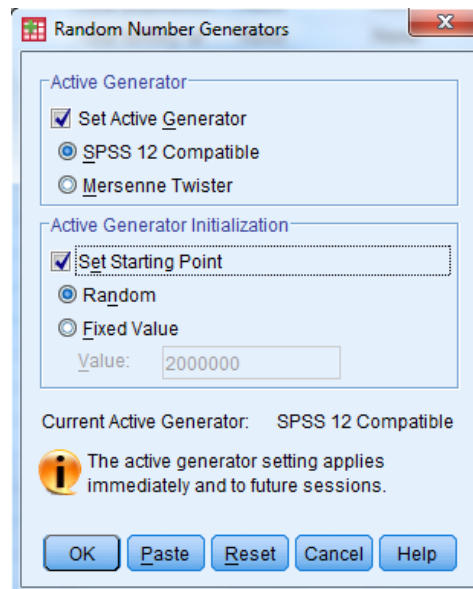 Random Number Generators
Active Generator
Set Active Generator
SPSS 12 Compatible
Mersenne Twister
Active Generator Initialization
Set Starting Point
Random
Fixed Value
Value: 2000000
Current Active Generator: SPSS 12 Compatible
The active generator setting applies
immediately and to future sessions.
OK Paste Reset Cancel Help